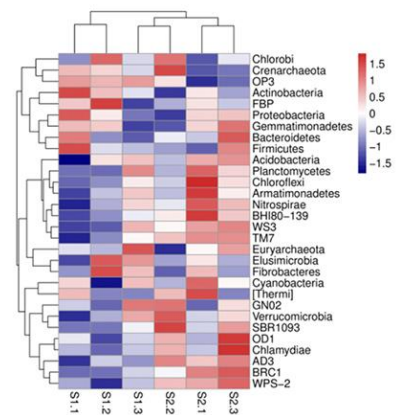 Chlorobi
Crenarchaeota
OP3
Actinobacteria
FBP
Proteobacteria
Gemmatimonadetes
Bacteroidetes
Firmicutes
Acidobacteria
Planctomycetes
Chloroflexi
Armatimonadetes
Nitrospirae
BHI80-139
WS3
TM7
Euryarchaeota
Elusimicrobia
Fibrobacteres
Cyanobacteria
[Thermi]
GN02
Verrucomicrobia
SBR1093
OD1
Chlamydiae
AD3
BRC1
WPS-2
S1.1 S1.2 S1.3 S2.2 S2.1 S2.3
1.5
1
0.5
0
-0.5
-1
-1.5